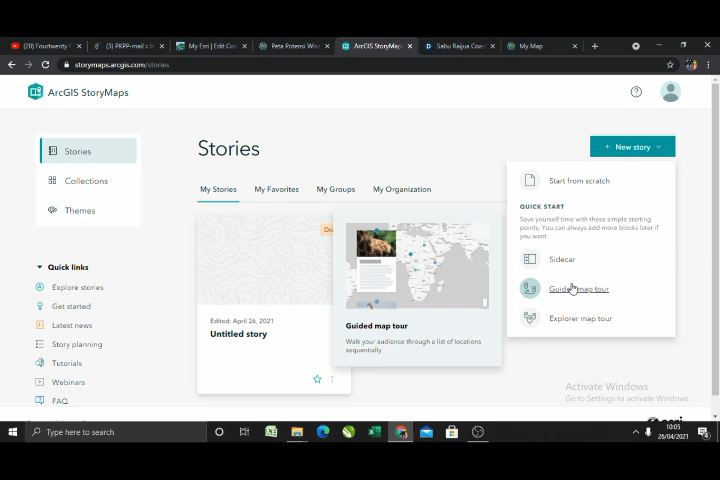 (20) Fourtwenty
PKPP-mail
My Esri | Edit Con
Peta Potensi Wis
ArcGIS StoryMaps
Sabu Raijua Coas
My Map
storymaps.arcgis.com/stories
ArcGIS StoryMaps
Stories
Collections
Themes
Quick links
Explore stories
Get started
Latest news
Story planning
Tutorials
Webinars
FAQ
Stories
+ New story
My Stories
My Favorites
My Groups
My Organization
Edited: April 26, 2021
Untitled story
Guided map tour
Walk your audience through a list of locations
sequentially
Start from scratch
QUICK START
Save yourself time with these simple starting
points. You can always add more blocks later if
you want.
Sidecar
Guided map tour
Explorer map tour
Activate Windows
Go to Settings to activate Windows.
esri
Type here to search
10:05
26/04/2021